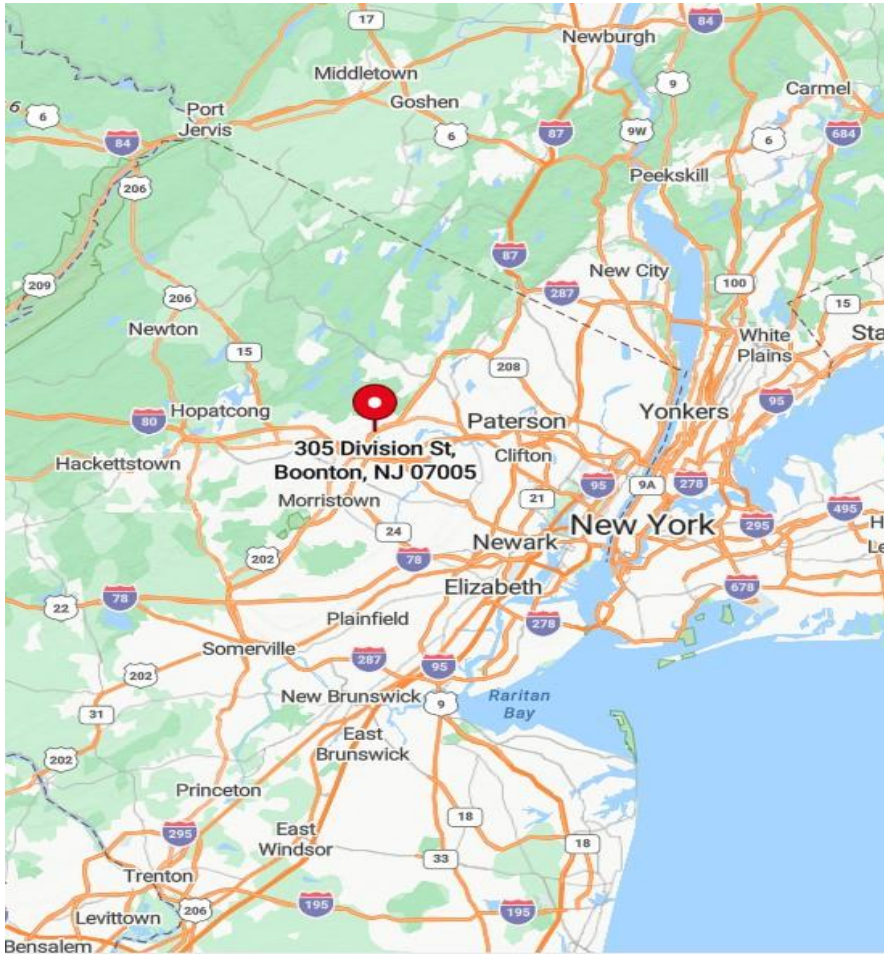 17
84
Newburgh
Middletown
9
Carmel
Goshen
6
6
Port
Jervis
84
87
9W
6
684
206
Peekskill
209
87
New City
100
206
287
15
Newton
White
Plains
Sta
15
208
95
80
Hopatcong
Paterson
Yonkers
305 Division St,
Boonton, NJ 07005
Hackettstown
Clifton
95
9A
278
Morristown
21
495
24
New York
295
H
Le
202
78
Newark
Elizabeth
678
22
78
Plainfield
278
Somerville
287
95
202
New Brunswick
9
Raritan
Bay
31
East
Brunswick
202
Princeton
295
18
East
Windsor
33
18
Trenton
Levittown
206
195
195
Bensalem